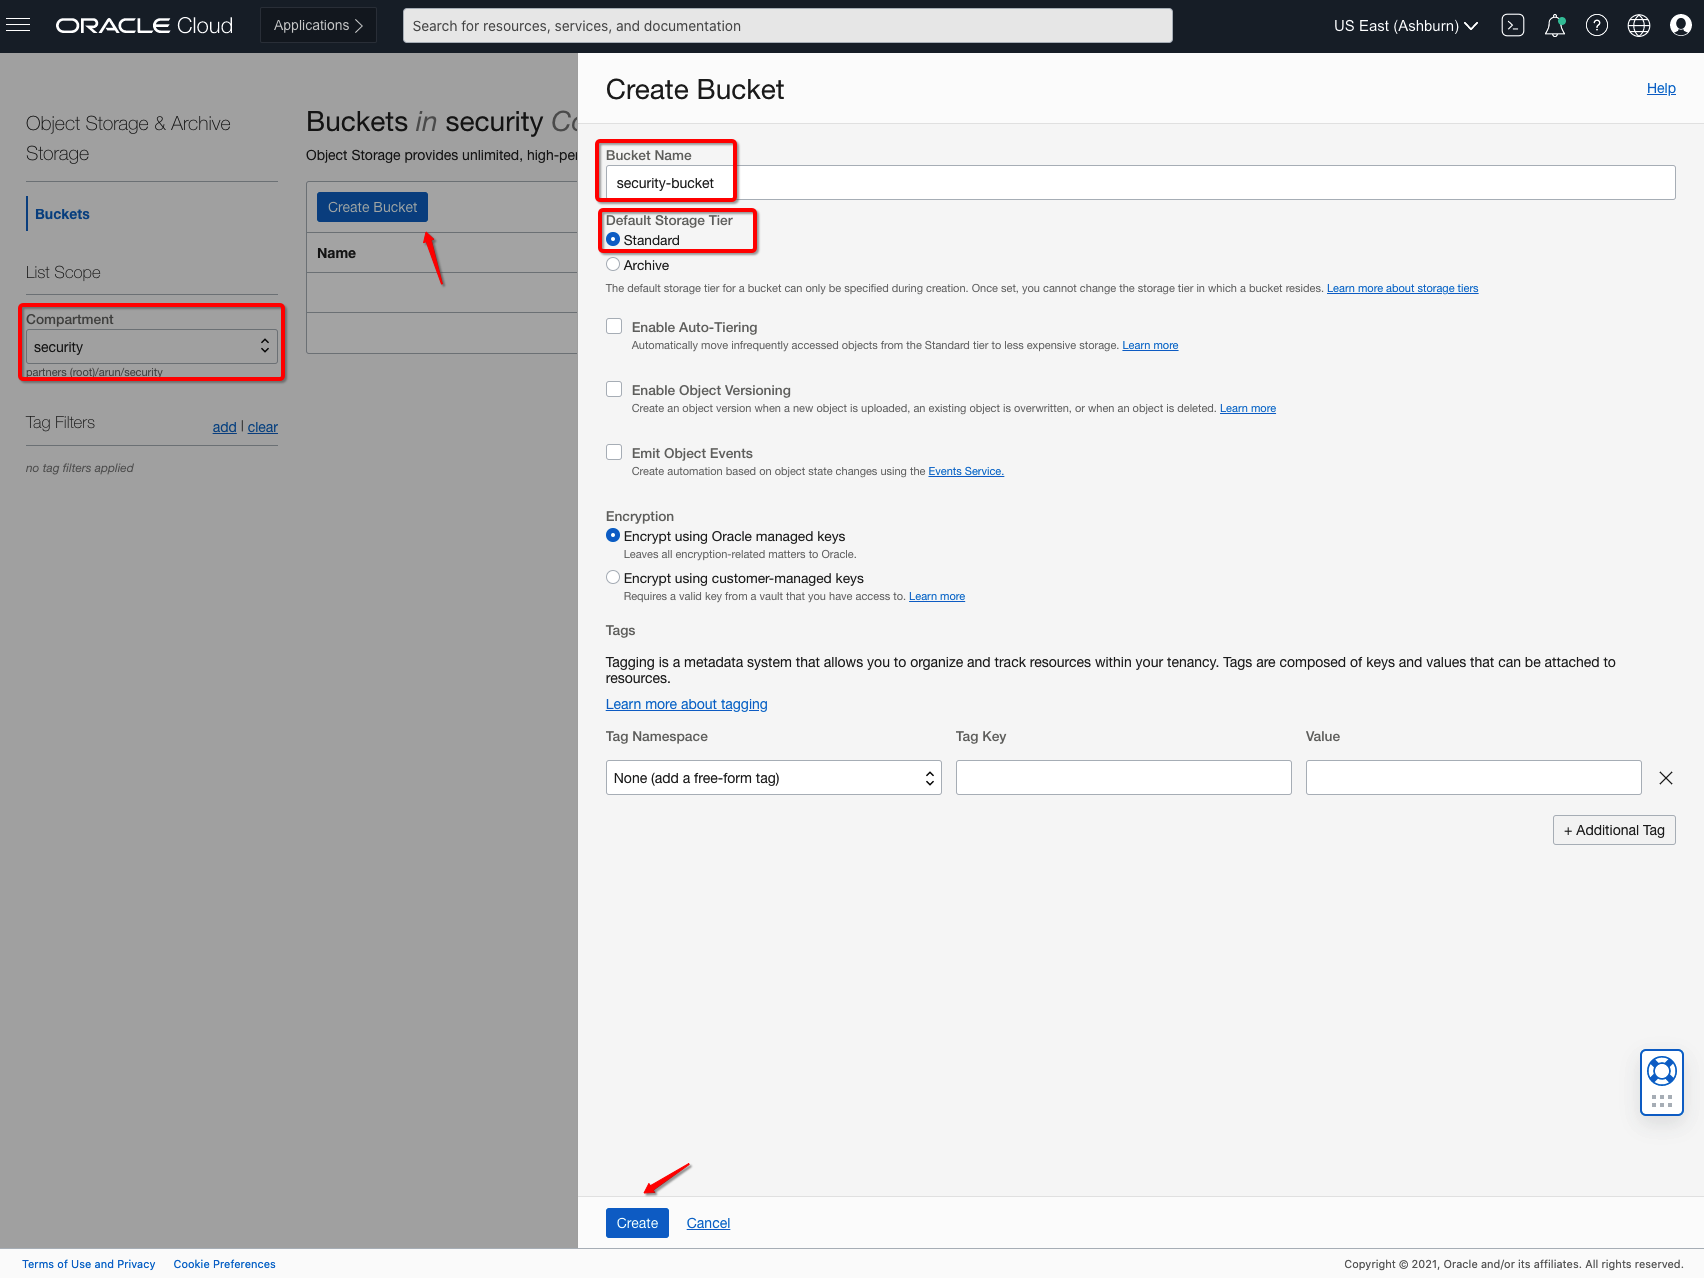 ORACLE Cloud
Applications
Search for resources, services, and documentation
US East (Ashburn)
Object Storage & Archive
Storage
Buckets
List Scope
Compartment
security
partners (root)/arun/security
Tag Filters
add | clear
no tag filters applied
Buckets in security Co
Object Storage provides unlimited, high-per
Create Bucket
Name
Create Bucket
Help
Bucket Name
security-bucket
Default Storage Tier
Standard
Archive
The default storage tier for a bucket can only be specified during creation. Once set, you cannot change the storage tier in which a bucket resides. Learn more about storage tiers
Enable Auto-Tiering
Automatically move infrequently accessed objects from the Standard tier to less expensive storage. Learn more
Enable Object Versioning
Create an object version when a new object is uploaded, an existing object is overwritten, or when an object is deleted. Learn more
Emit Object Events
Create automation based on object state changes using the Events Service.
Encryption
Encrypt using Oracle managed keys
Leaves all encryption-related matters to Oracle.
Encrypt using customer-managed keys
Requires a valid key from a vault that you have access to. Learn more
Tags
Tagging is a metadata system that allows you to organize and track resources within your tenancy. Tags are composed of keys and values that can be attached to
resources.
Learn more about tagging
Tag Namespace
Tag Key
Value
None (add a free-form tag)
+ Additional Tag
Create
Cancel
Terms of Use and Privacy
Cookie Preferences
Copyright © 2021, Oracle and/or its affiliates. All rights reserved.